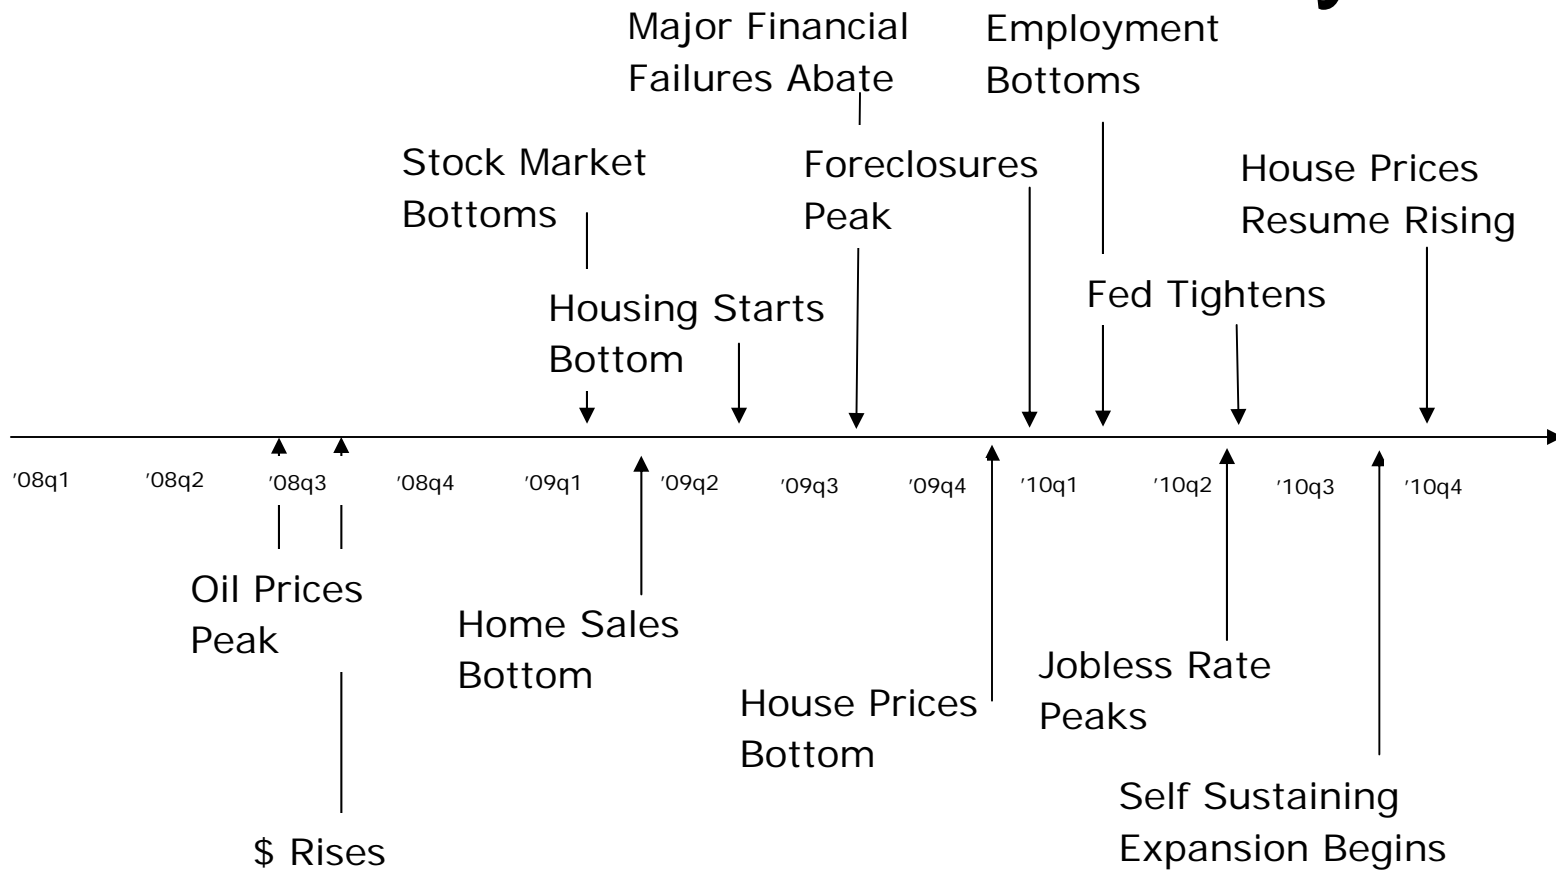 Major Financial
Failures Abate
Employment
Bottoms
Stock Market
Bottoms
Foreclosures
Peak
House Prices
Resume Rising
Housing Starts
Bottom
Fed Tightens
'08q1
'08q2
'08q3
'08q4
'09q1
'09q2
'09q3
'09q4
'10q1
'10q2
'10q3
'10q4
Oil Prices
Peak
Home Sales
Bottom
House Prices
Bottom
Jobless Rate
Peaks
$ Rises
Self Sustaining
Expansion Begins